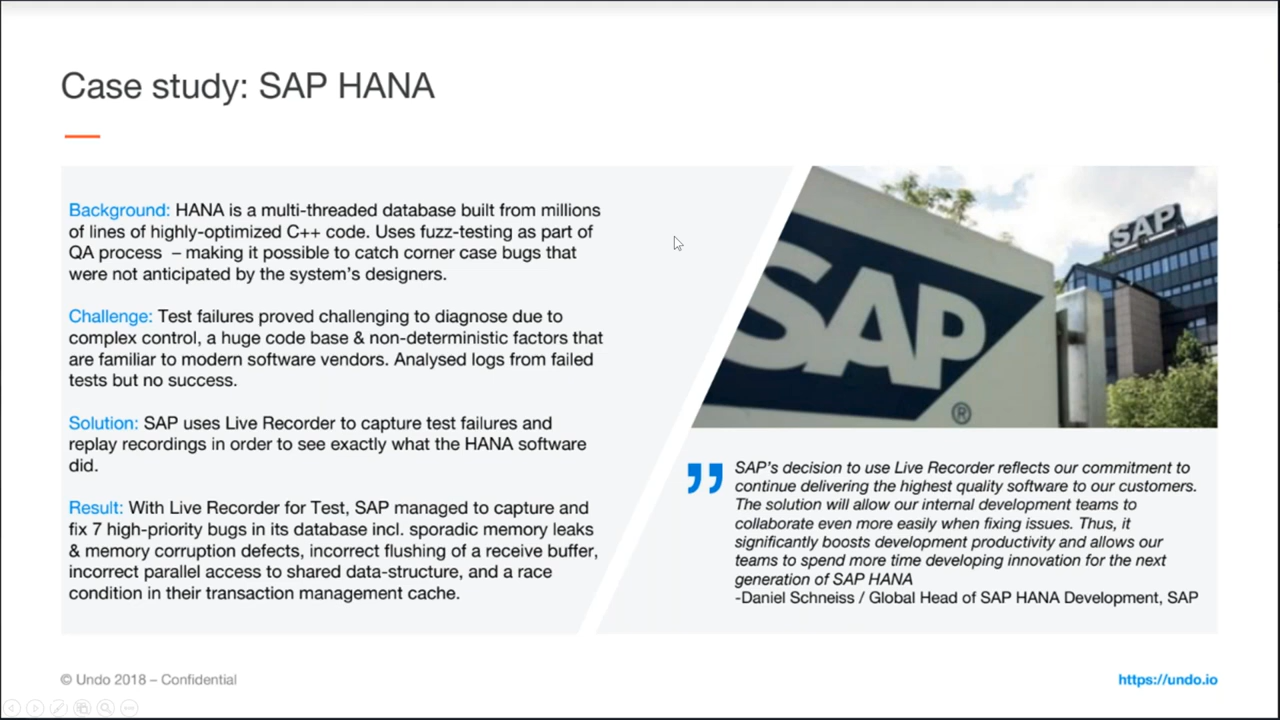 Case study: SAP HANA
Background: HANA is a multi-threaded database built from millions
of lines of highly-optimized C++ code. Uses fuzz-testing as part of
QA process – making it possible to catch corner case bugs that
were not anticipated by the system's designers.
Challenge: Test failures proved challenging to diagnose due to
complex control, a huge code base & non-deterministic factors that
are familiar to modern software vendors. Analysed logs from failed
tests but no success.
Solution: SAP uses Live Recorder to capture test failures and
replay recordings in order to see exactly what the HANA software
did.
Result: With Live Recorder for Test, SAP managed to capture and
fix 7 high-priority bugs in its database incl. sporadic memory leaks
& memory corruption defects, incorrect flushing of a receive buffer,
incorrect parallel access to shared data-structure, and a race
condition in their transaction management cache.
SAP
SAP
®
" SAP's decision to use Live Recorder reflects our commitment to
continue delivering the highest quality software to our customers.
The solution will allow our internal development teams to
collaborate even more easily when fixing issues. Thus, it
significantly boosts development productivity and allows our
teams to spend more time developing innovation for the next
generation of SAP HANA
-Daniel Schneiss / Global Head of SAP HANA Development, SAP
© Undo 2018 – Confidential
https://undo.io